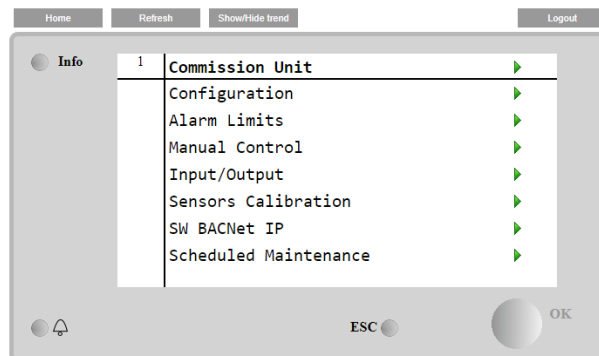 Home Refresh Show/Hide trend Logout
Info 1 Commission Unit
Configuration
Alarm Limits
Manual Control
Input/Output
Sensors Calibration
SW BACNet IP
Scheduled Maintenance
ESC OK